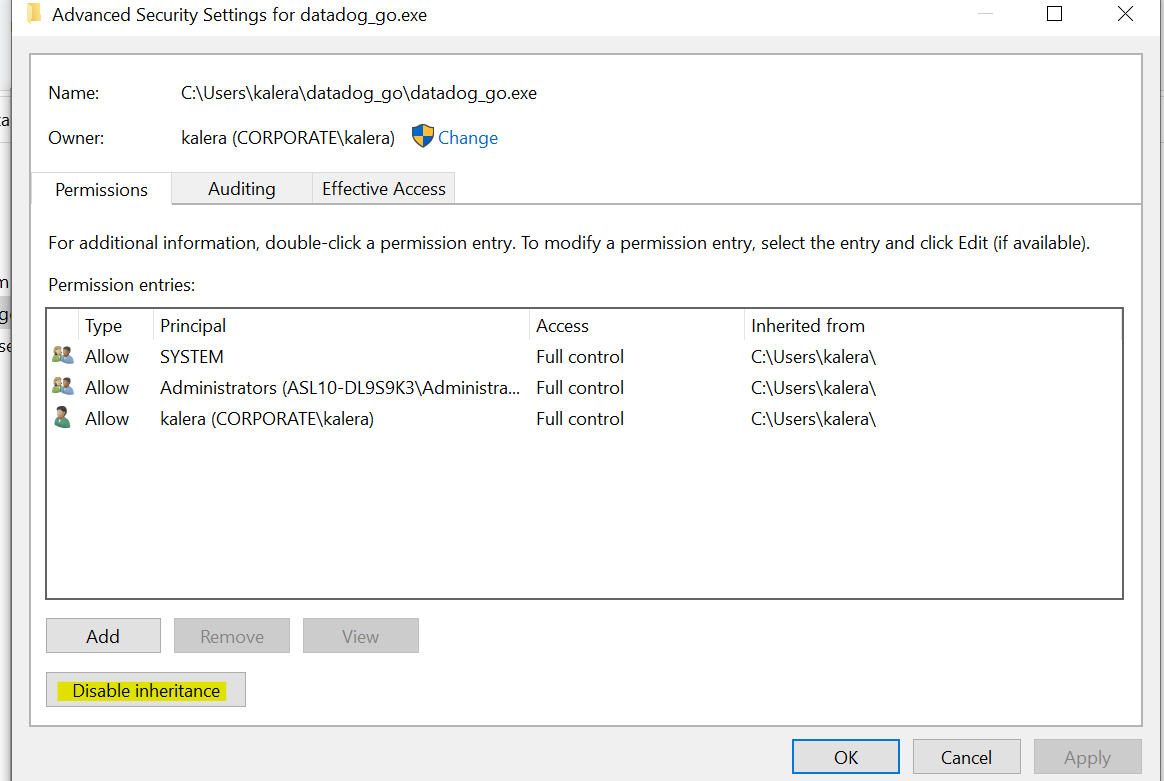 Advanced Security Settings for datadog_go.exe
Name: C:\Users\kalera\datadog_go\datadog_go.exe
Owner: kalera (CORPORATE\kalera) Change
Permissions Auditing Effective Access
For additional information, double-click a permission entry. To modify a permission entry, select the entry and click Edit (if available).
Permission entries:
Type Principal Access Inherited from
Allow SYSTEM Full control C:\Users\kalera\
Allow Administrators (ASL10-DL9S9K3\Administra... Full control C:\Users\kalera\
Allow kalera (CORPORATE\kalera) Full control C:\Users\kalera\
Add Remove View
Disable inheritance
OK Cancel Apply